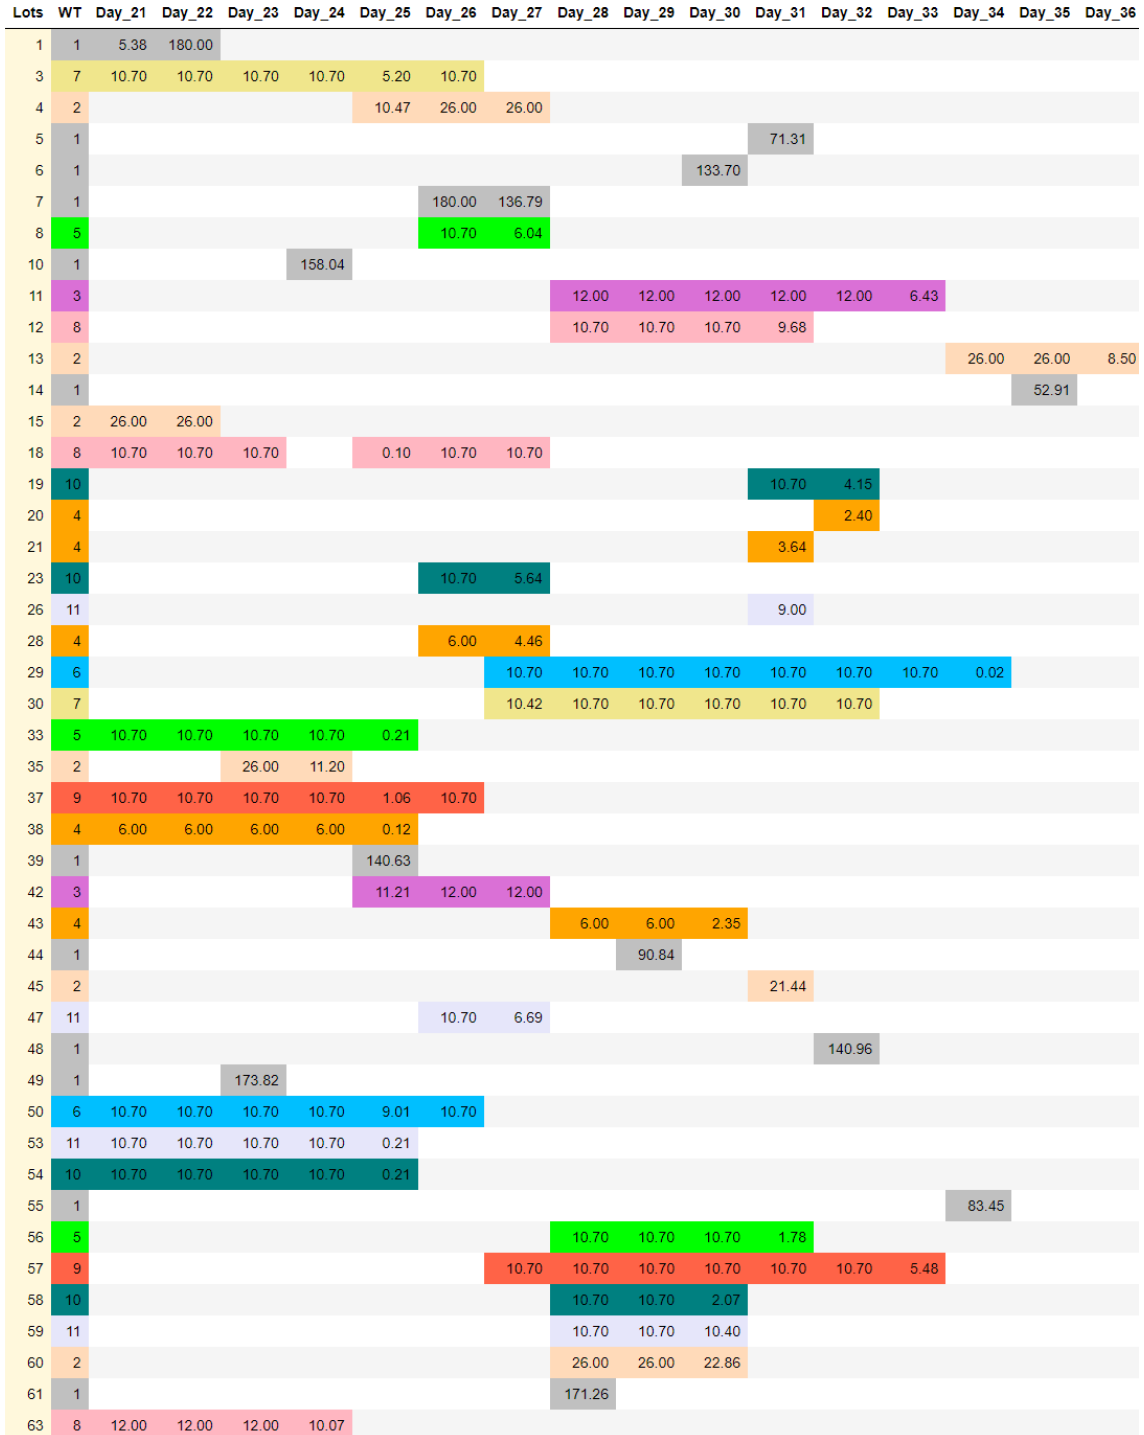 Lots WT Day_21 Day_22 Day_23 Day_24 Day_25 Day_26 Day_27 Day_28 Day_29 Day_30 Day_31 Day_32 Day_33 Day_34 Day_35 Day_36
1 1 5.38 180.00
3 7 10.70 10.70 10.70 10.70 5.20 10.70
4 2 10.47 26.00 26.00
5 1 71.31
6 1 133.70
7 1 180.00 136.79
8 5 10.70 6.04
10 1 158.04
11 3 12.00 12.00 12.00 12.00 12.00 6.43
12 8 10.70 10.70 10.70 9.68
13 2 26.00 26.00 8.50
14 1 52.91
15 2 26.00 26.00
18 8 10.70 10.70 10.70 0.10 10.70 10.70
19 10 10.70 4.15
20 4 2.40
21 4 3.64
23 10 10.70 5.64
26 11 9.00
28 4 6.00 4.46
29 6 10.70 10.70 10.70 10.70 10.70 10.70 10.70 0.02
30 7 10.42 10.70 10.70 10.70 10.70 10.70
33 5 10.70 10.70 10.70 10.70 0.21
35 2 26.00 11.20
37 9 10.70 10.70 10.70 10.70 1.06 10.70
38 4 6.00 6.00 6.00 6.00 0.12
39 1 140.63
42 3 11.21 12.00 12.00
43 4 6.00 6.00 2.35
44 1 90.84
45 2 21.44
47 11 10.70 6.69
48 1 140.96
49 1 173.82
50 6 10.70 10.70 10.70 10.70 9.01 10.70
53 11 10.70 10.70 10.70 10.70 0.21
54 10 10.70 10.70 10.70 10.70 0.21
55 1 83.45
56 5 10.70 10.70 10.70 1.78
57 9 10.70 10.70 10.70 10.70 10.70 10.70 5.48
58 10 10.70 10.70 2.07
59 11 10.70 10.70 10.40
60 2 26.00 26.00 22.86
61 1 171.26
63 8 12.00 12.00 12.00 10.07